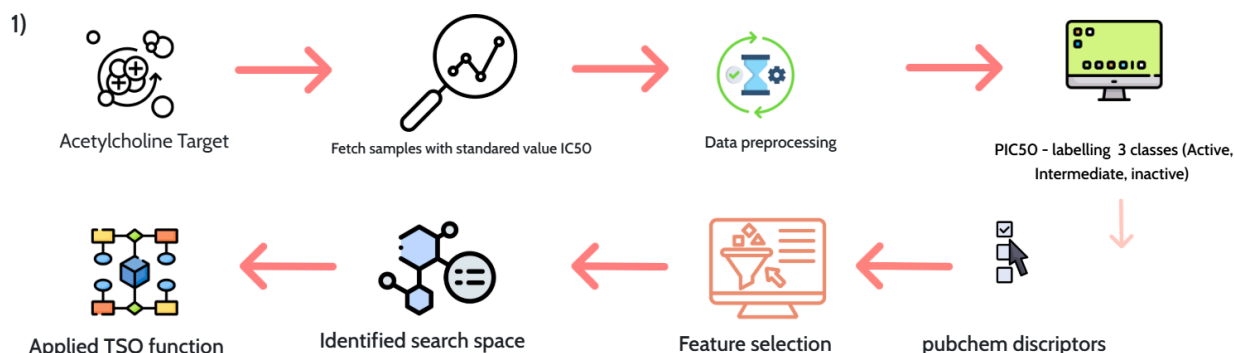 1)
Acetylcholine Target
Fetch samples with standared value IC50
Data preprocessing
PIC50 - labelling 3 classes (Active,
Intermediate, inactive)
Applied TSO function
Identified search space
Feature selection
pubchem discriptors